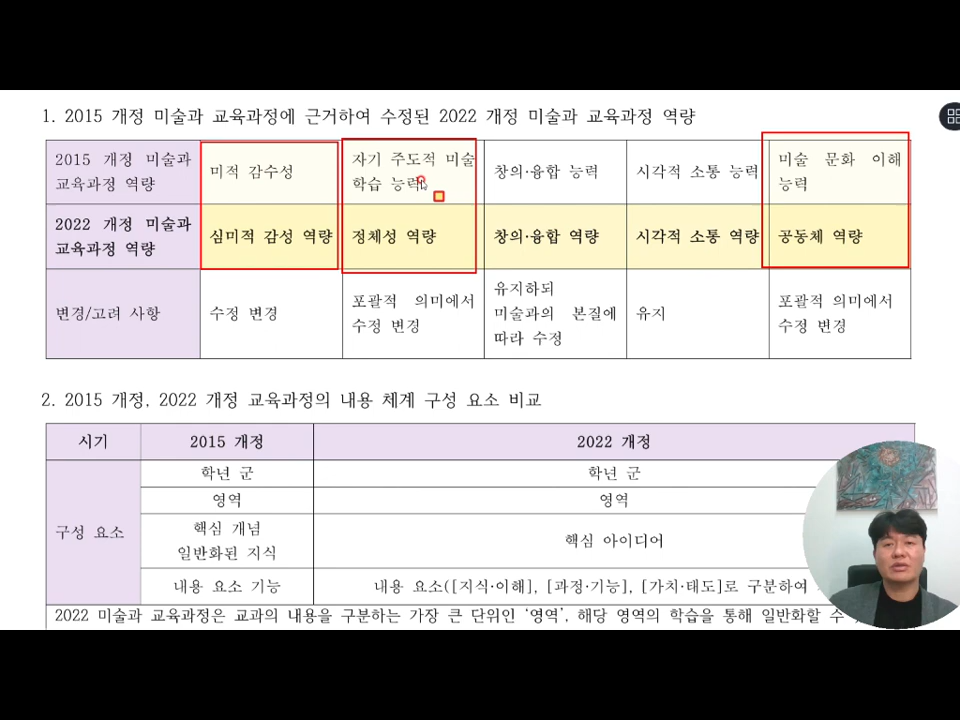 1. 2015 개정 미술과 교육과정에 근거하여 수정된 2022 개정 미술과 교육과정 역량
2015 개정 미술과
교육과정 역량
미적 감수성
자기 주도적 미술
학습 능력
창의·융합 능력
시각적 소통 능력
미술 문화 이해
능력
2022 개정 미술과
교육과정 역량
심미적 감성 역량
정체성 역량
창의·융합 역량
시각적 소통 역량
공동체 역량
변경/고려 사항
수정 변경
포괄적 의미에서
수정 변경
유지하되
미술과의 본질에
따라 수정
유지
포괄적 의미에서
수정 변경
2. 2015 개정, 2022 개정 교육과정의 내용 체계 구성 요소 비교
시기
2015 개정
2022 개정
구성 요소
학년 군
학년 군
영역
영역
핵심 개념
일반화된 지식
핵심 아이디어
내용 요소 기능
내용 요소([지식·이해], [과정·기능], [가치·태도]로 구분하여
2022 미술과 교육과정은 교과의 내용을 구분하는 가장 큰 단위인 ‘영역’, 해당 영역의 학습을 통해 일반화할 수